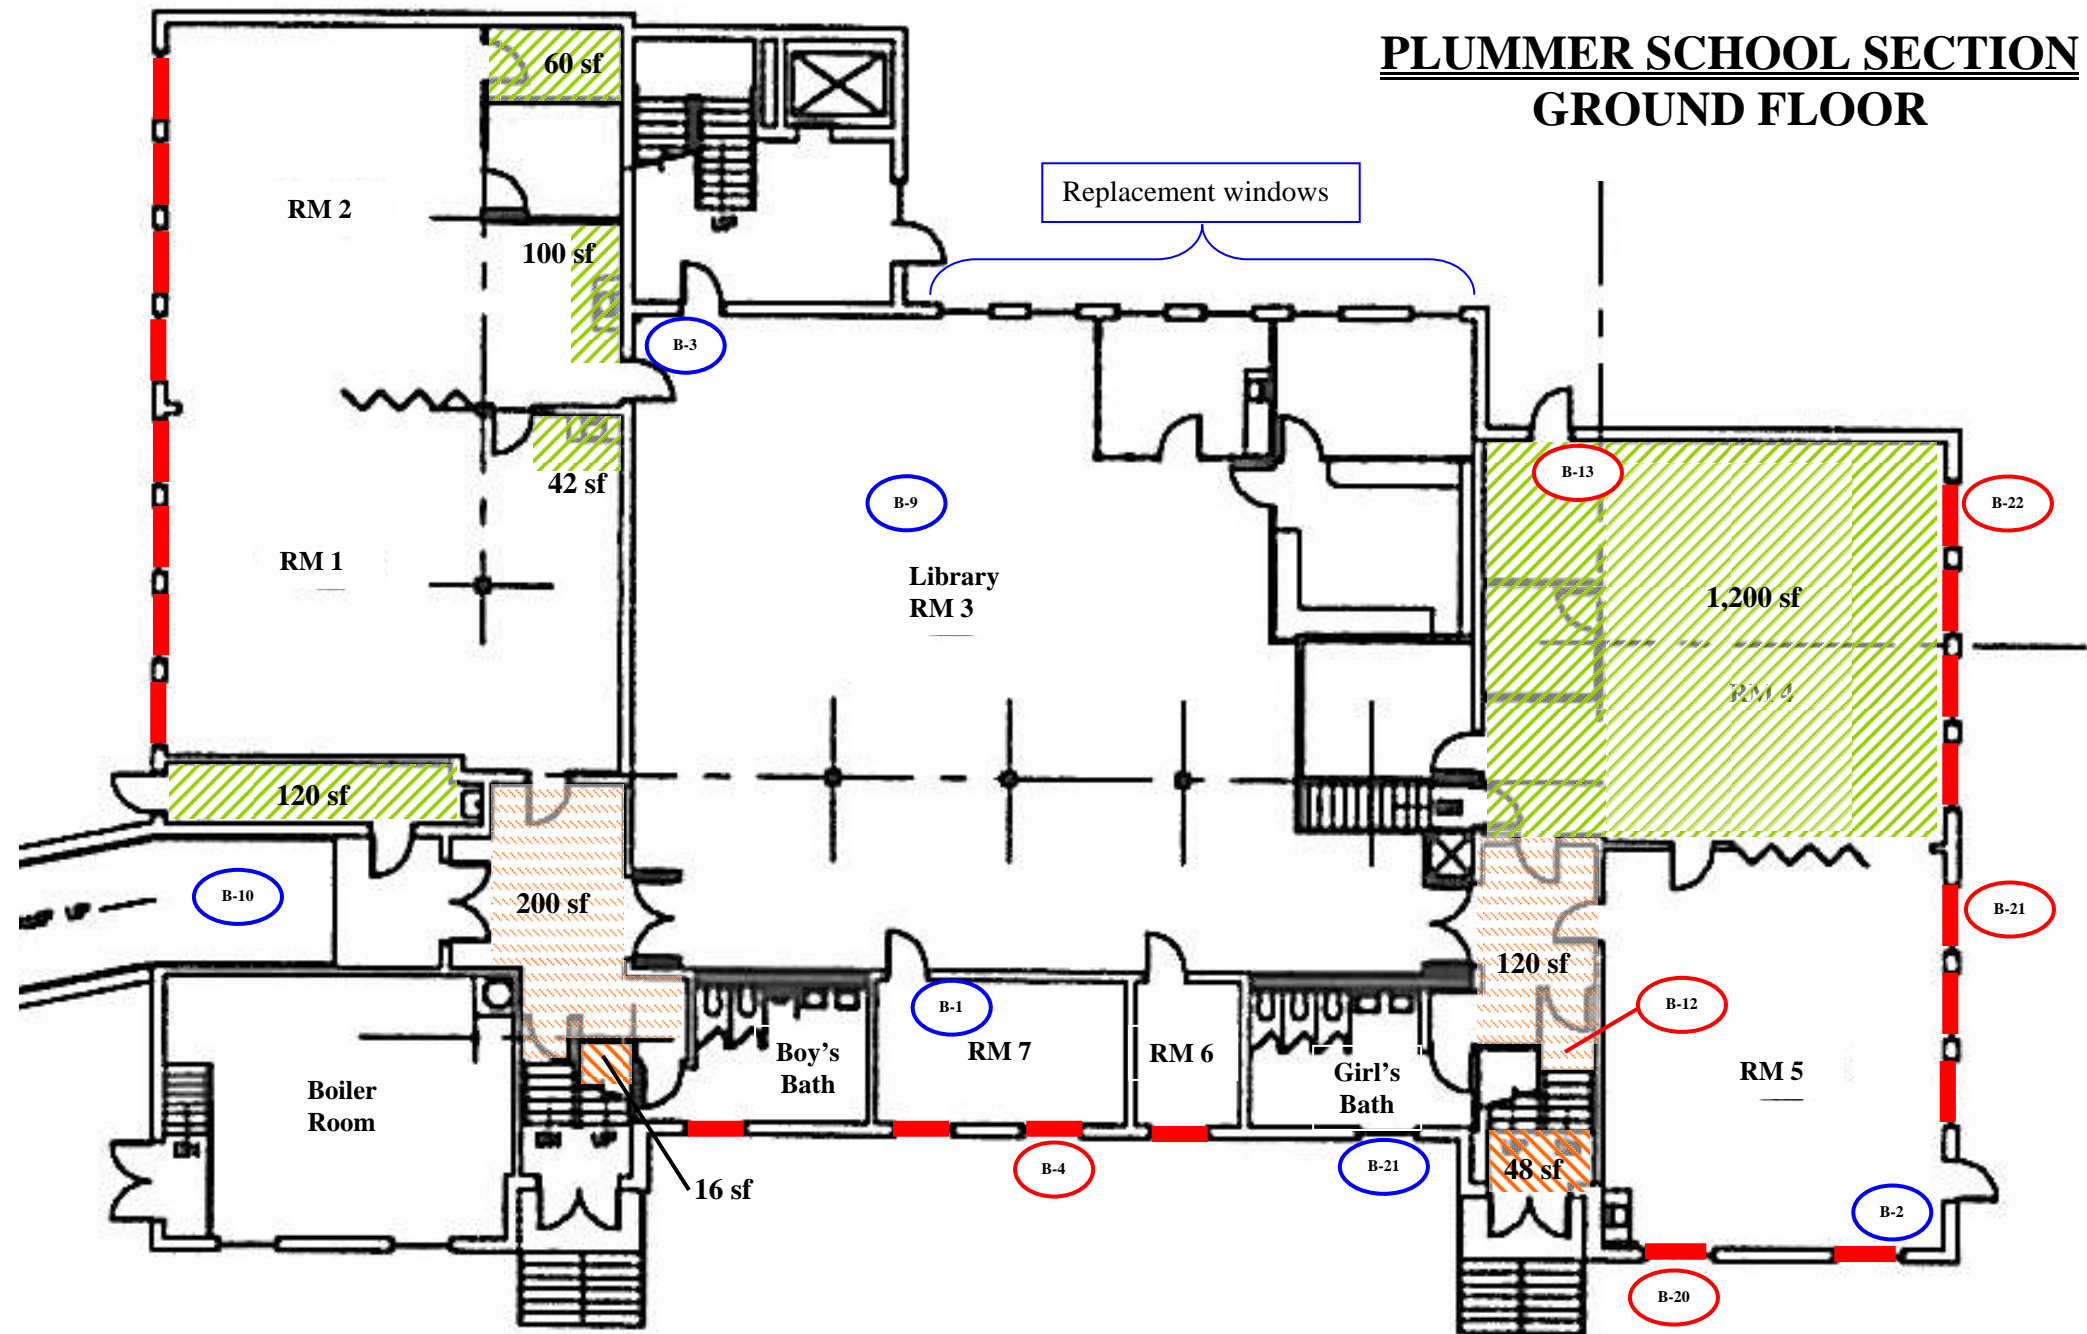 PLUMMER SCHOOL SECTION
GROUND FLOOR
60 sf
Replacement windows
RM 2
100 sf
B-3
42 sf
B-13
B-9
B-22
RM 1
Library
RM 3
1,200 sf
RM 4
120 sf
B-10
200 sf
B-21
120 sf
B-1
B-12
Boy's
Bath
RM 7
RM 6
Girl's
Bath
RM 5
Boiler
Room
B-4
B-21
48 sf
16 sf
B-2
B-20